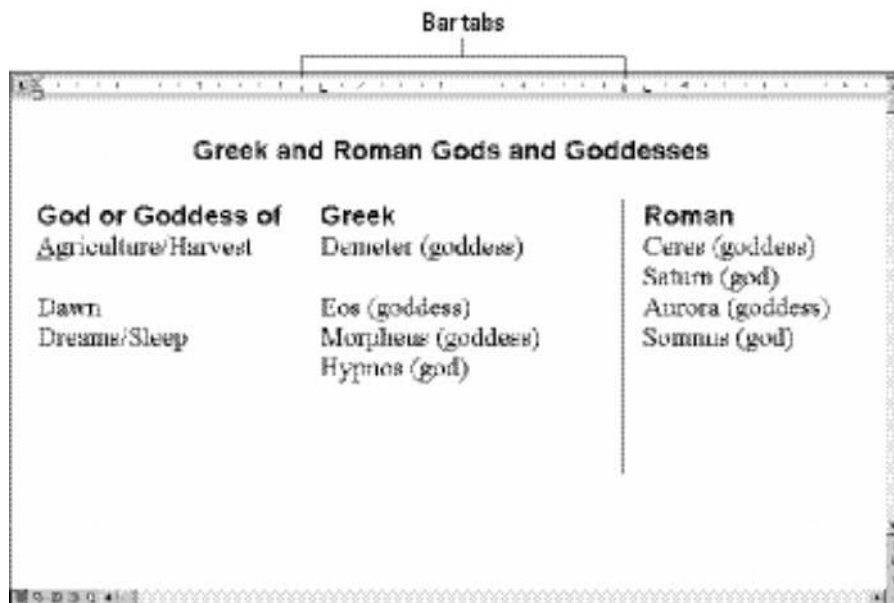 Bar tabs
Greek and Roman Gods and Goddesses
God or Goddess of Greek Roman
Agriculture/Harvest Demeter (goddess) Ceres (goddess)
Saturn (god)
Dawn Eos (goddess) Aurora (goddess)
Dreams/Sleep Morpheus (goddess) Somnus (god)
Hypnos (god)